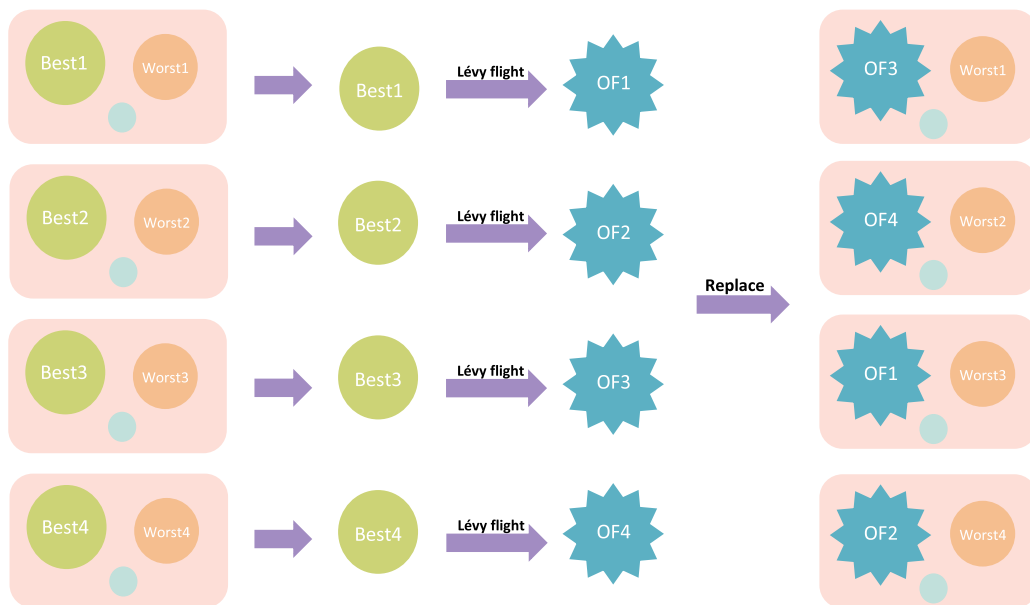 Best1
Worst1
Best1
Lévy flight
OF1
OF3
Worst1
Best2
Worst2
Best2
Lévy flight
OF2
OF4
Worst2
Replace
Best3
Worst3
Best3
Lévy flight
OF3
OF1
Worst3
Best4
Worst4
Best4
Lévy flight
OF4
OF2
Worst4